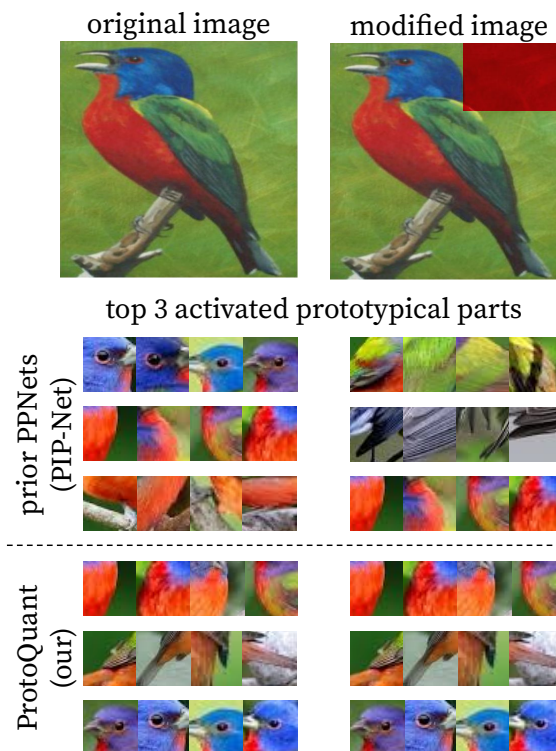 original image
modified image
top 3 activated prototypical parts
prior PPNets
(PIP-Net)
ProtoQuant
(our)